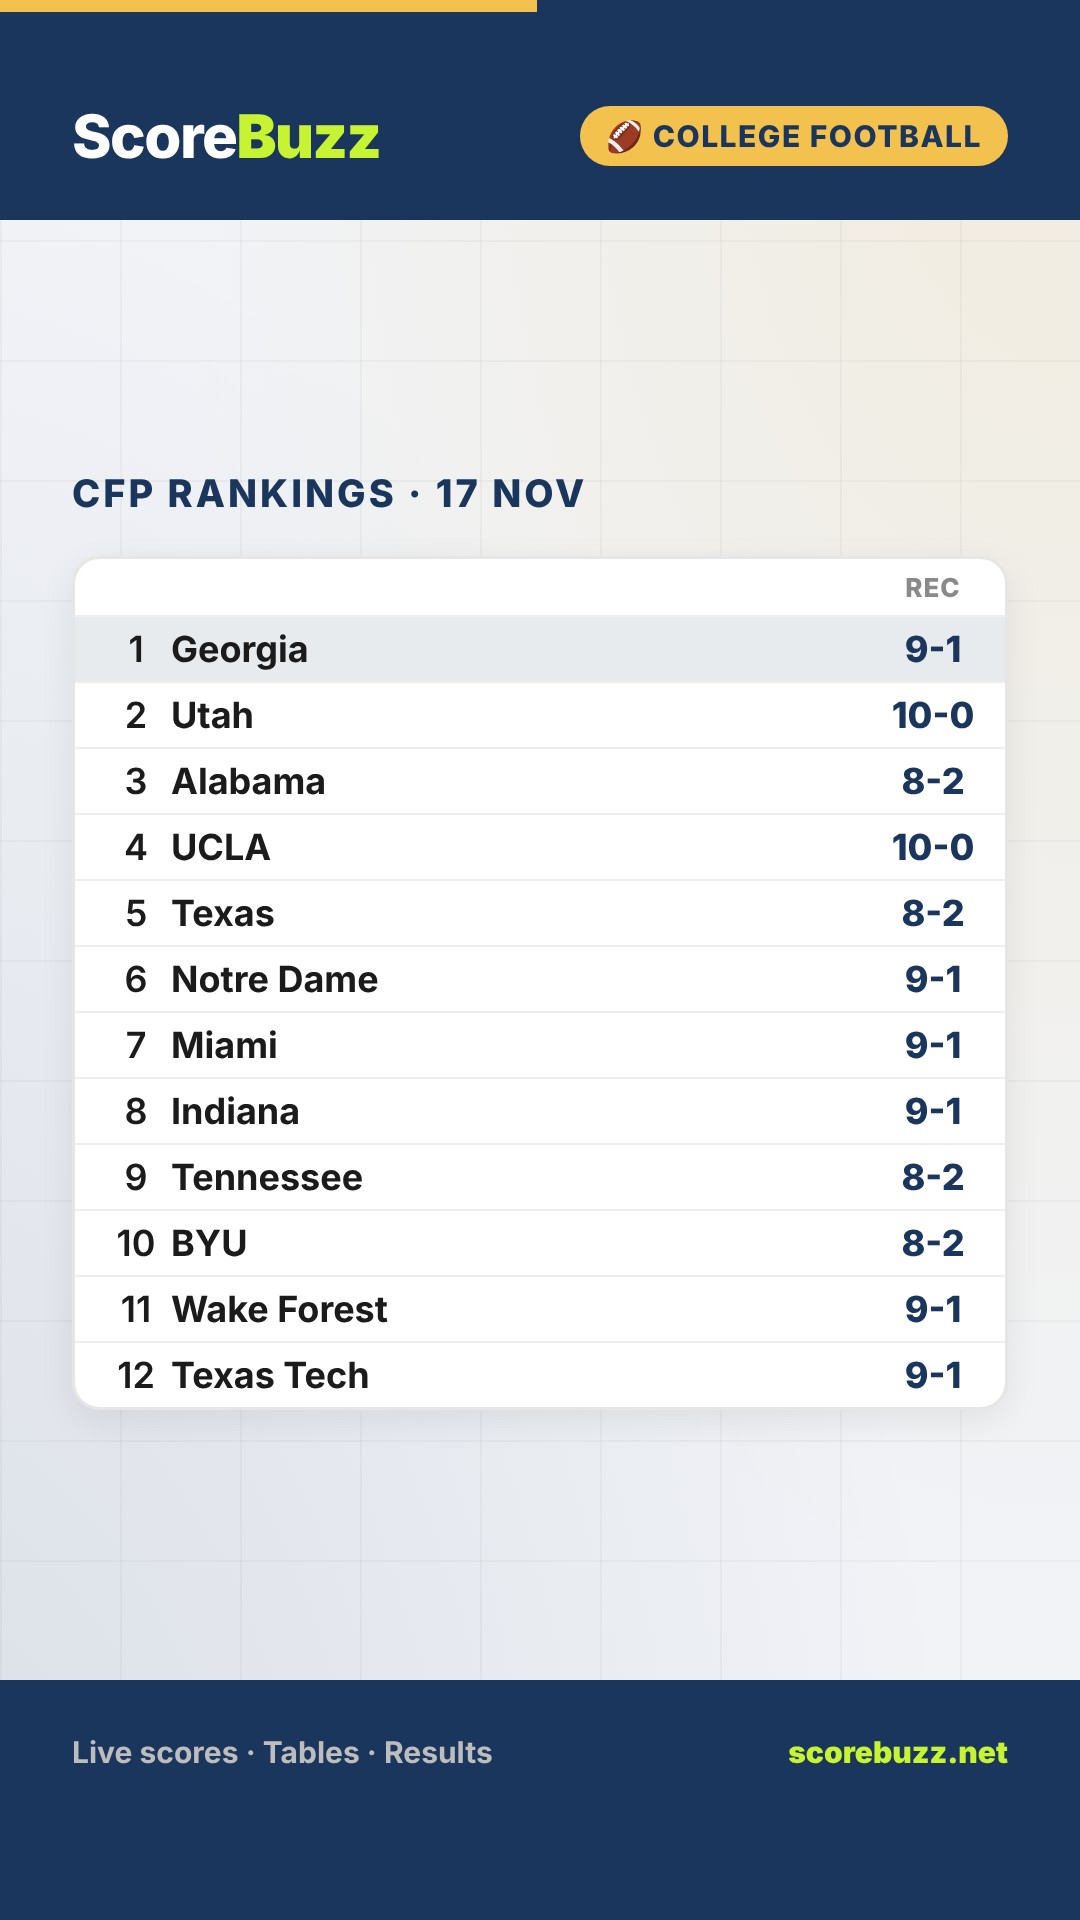 ScoreBuzz
🏈 COLLEGE FOOTBALL
CFP RANKINGS · 17 NOV
REC
1 Georgia 9-1
2 Utah 10-0
3 Alabama 8-2
4 UCLA 10-0
5 Texas 8-2
6 Notre Dame 9-1
7 Miami 9-1
8 Indiana 9-1
9 Tennessee 8-2
10 BYU 8-2
11 Wake Forest 9-1
12 Texas Tech 9-1
Live scores · Tables · Results
scorebuzz.net